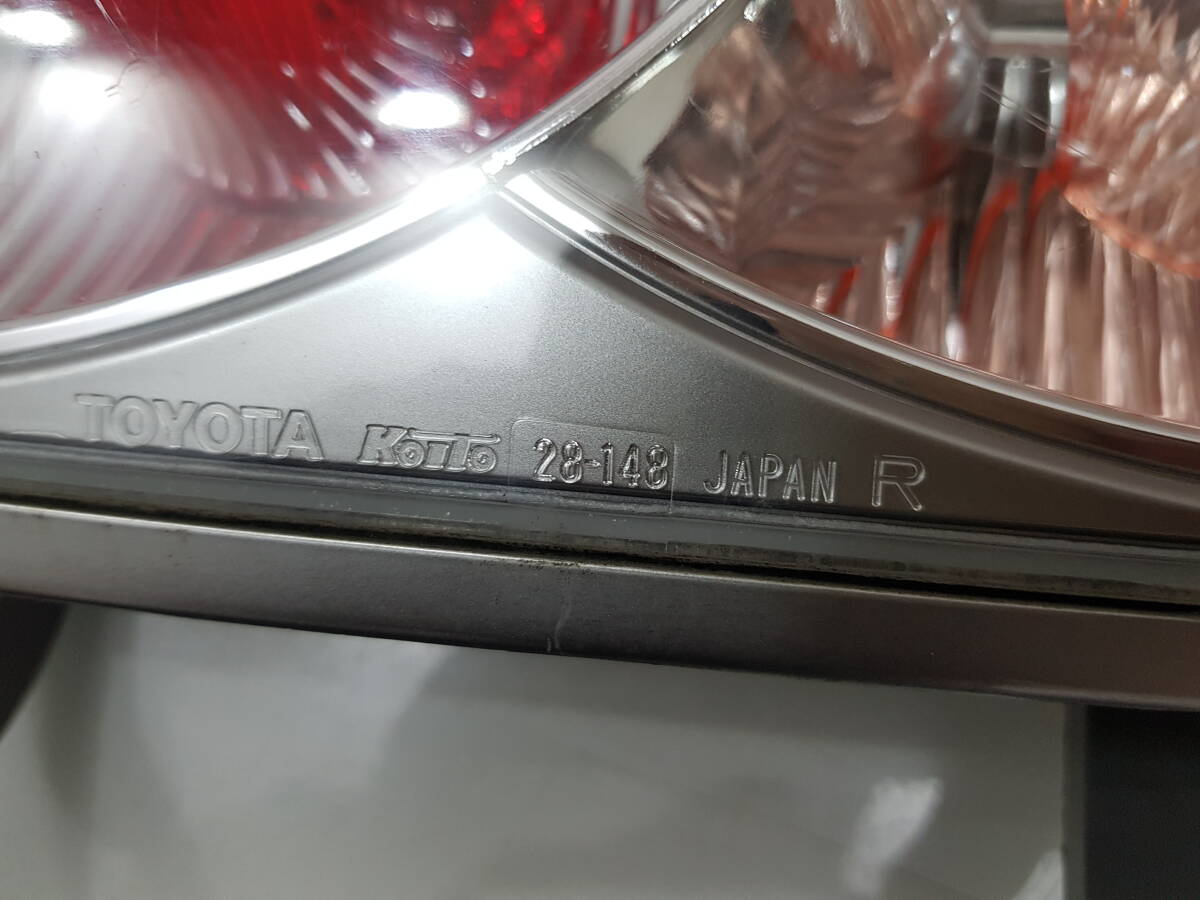 TOYOTA KOITO 28-148 JAPAN R